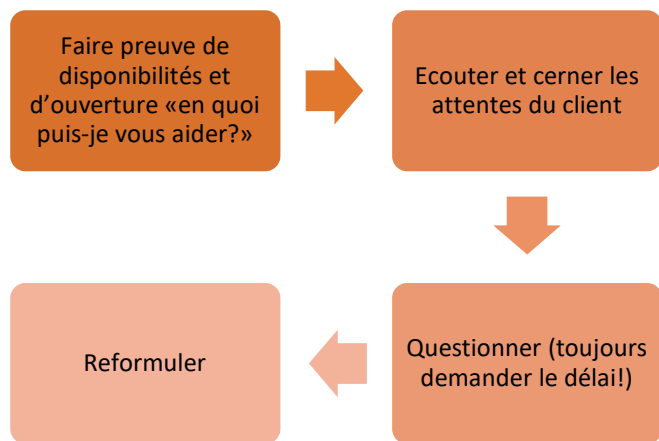 Faire preuve de
disponibilités et
d’ouverture «en quoi
puis-je vous aider?»
Ecouter et cerner les
attentes du client
Questionner (toujours
demander le délai!)
Reformuler